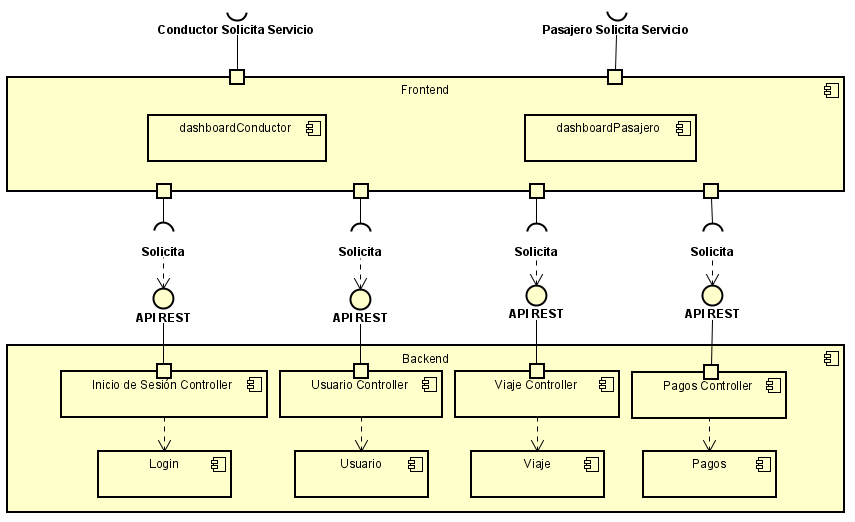 Conductor Solicita Servicio
Pasajero Solicita Servicio
Frontend
dashboardConductor
dashboardPasajero
Solicita
Solicita
Solicita
Solicita
API REST
API REST
API REST
API REST
Backend
Inicio de Sesión Controller
Usuario Controller
Viaje Controller
Pagos Controller
Login
Usuario
Viaje
Pagos